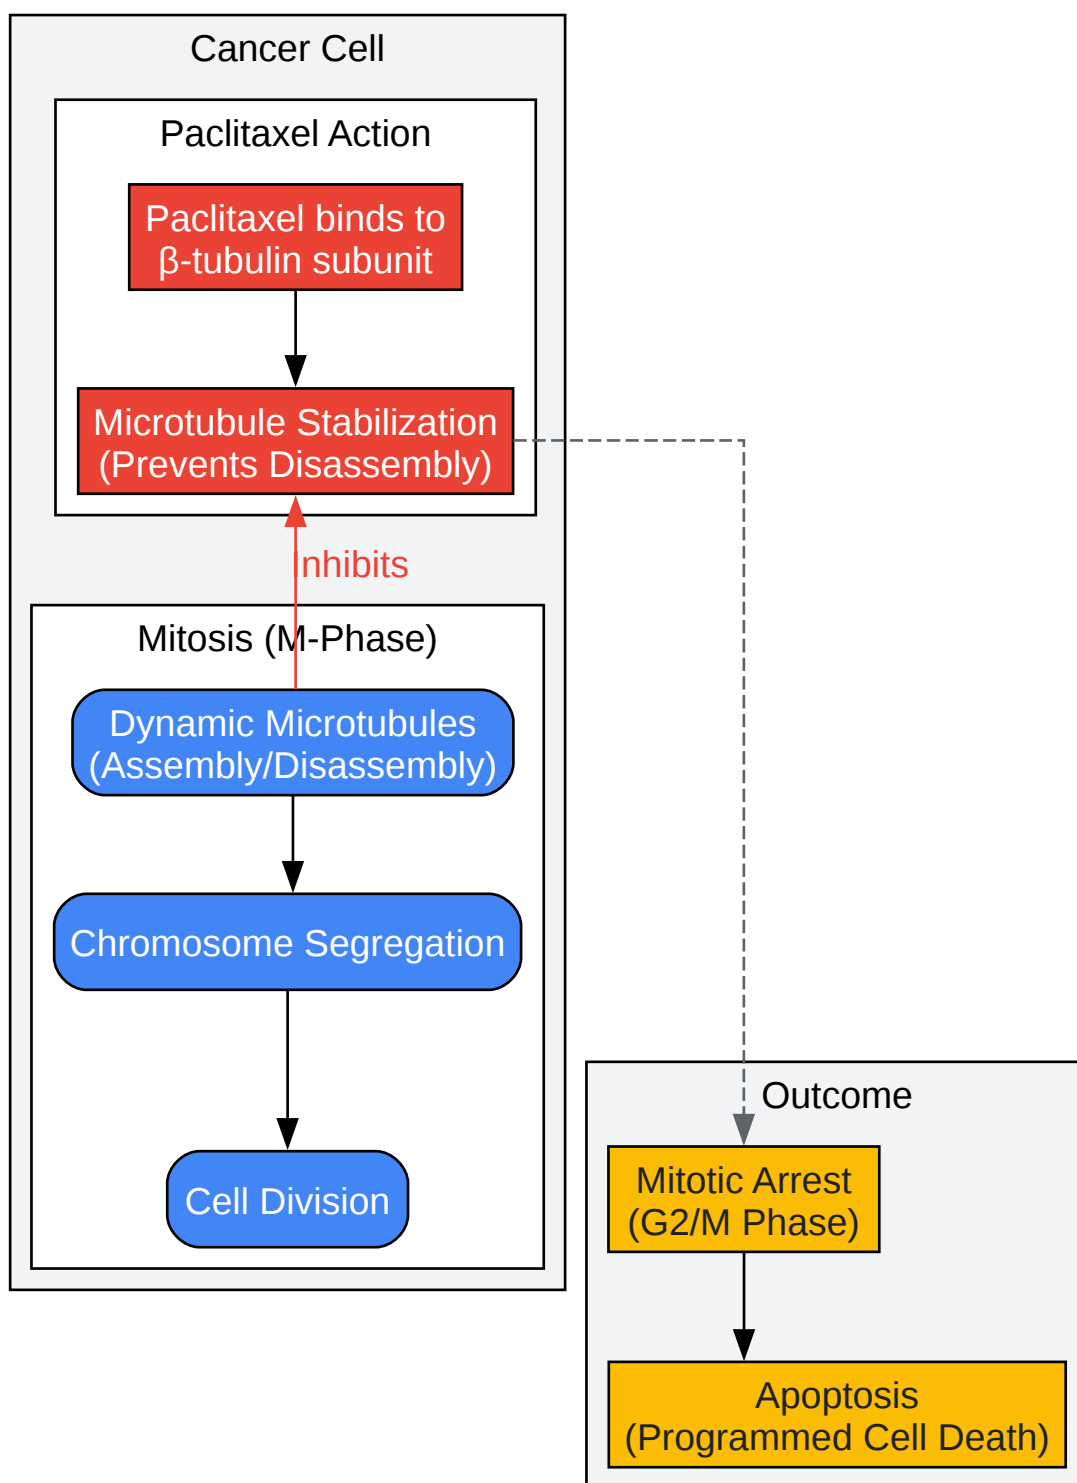 Cancer Cell
Paclitaxel Action
Paclitaxel binds to
β-tubulin subunit
Microtubule Stabilization
(Prevents Disassembly)
Inhibits
Mitosis (M-Phase)
Dynamic Microtubules
(Assembly/Disassembly)
Chromosome Segregation
Cell Division
Outcome
Mitotic Arrest
(G2/M Phase)
Apoptosis
(Programmed Cell Death)